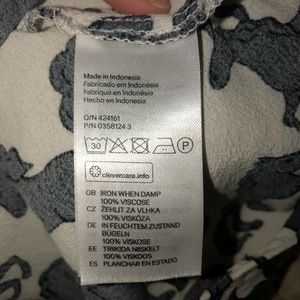 Made in Indonesia
Fabricado em Indonésia
Fabriqué en Indonésie
Hecho en Indonesia
O/N 424161
P/N 0358124 3
30 P
clevercare.info
GB IRON WHEN DAMP
100% VISCOSE
CZ ŽEHLIT ZA VLHKA
100% VISKÓZA
DE IN FEUCHTEM ZUSTAND
BÜGELN
100% VISKOSE
EE TRIIKIDA NIISKELT
100% VISKOOS
ES PLANCHAR EN ESTADO